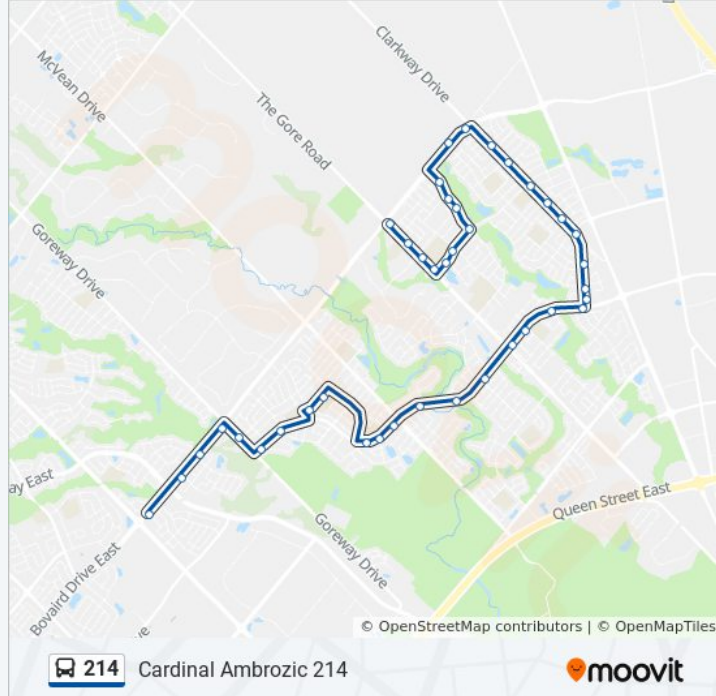 Clarkway Drive
McVean Drive
The Gore Road
Goreway Drive
ay East
Queen Street East
Goreway Drive
Bovaird Drive East
ve
© OpenStreetMap contributors | © OpenMapTiles
214 Cardinal Ambrozic 214
moovit